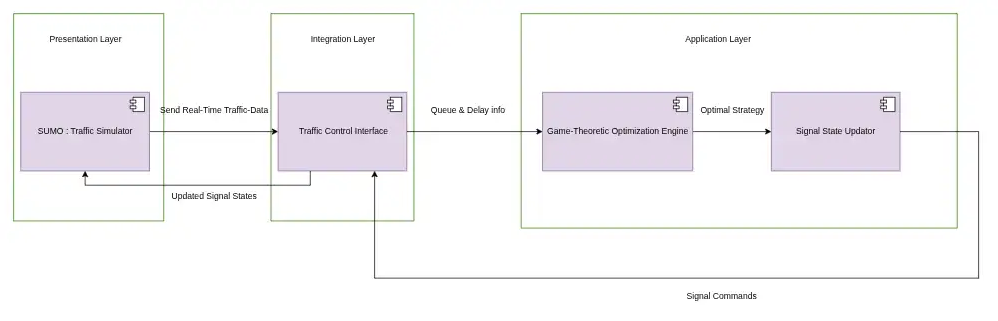 Presentation Layer
Integration Layer
Application Layer
Send Real-Time Traffic-Data
Queue & Delay info
Optimal Strategy
SUMO : Traffic Simulator
Traffic Control Interface
Game-Theoretic Optimization Engine
Signal State Updator
Updated Signal States
Signal Commands